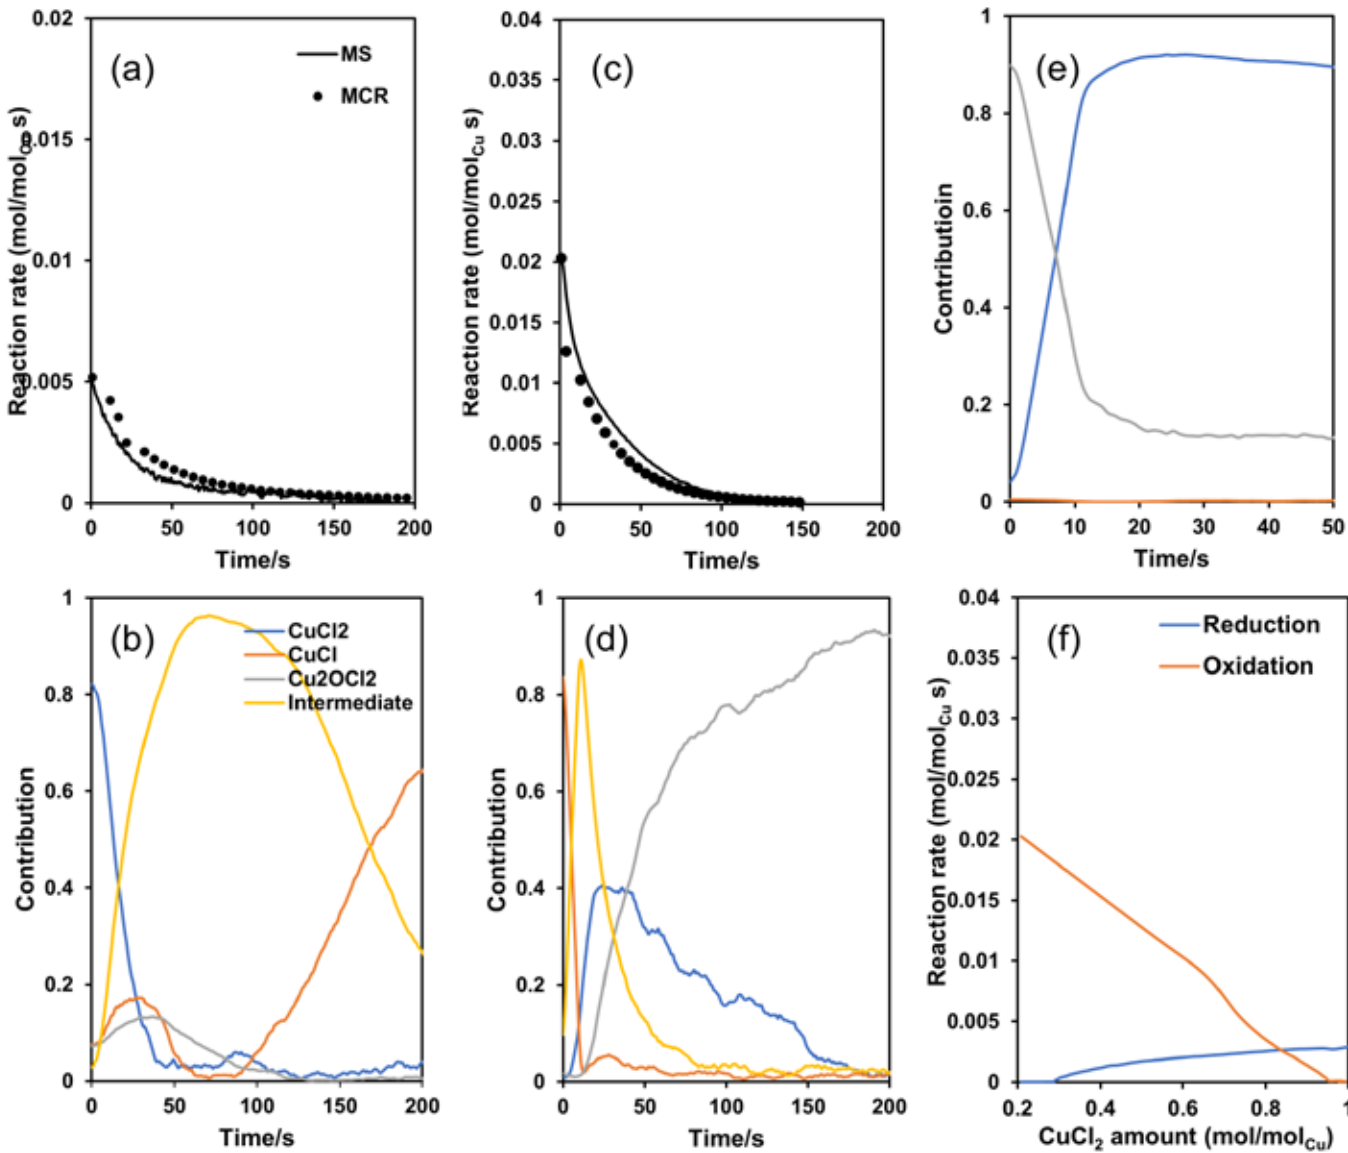 (a)
MS
MCR
Reaction rate (mol/mol_Cu s)
0.02
0.015
0.01
0.005
0
0 50 100 150 200
Time/s
(c)
Reaction rate (mol/mol_Cu s)
0.04
0.035
0.03
0.025
0.02
0.015
0.01
0.005
0
0 50 100 150 200
Time/s
(e)
Contributioin
1
0.8
0.6
0.4
0.2
0
0 10 20 30 40 50
Time/s
(b)
CuCl2
CuCl
Cu2OCl2
Intermediate
Contribution
1
0.8
0.6
0.4
0.2
0
0 50 100 150 200
Time/s
(d)
Contribution
1
0.8
0.6
0.4
0.2
0
0 50 100 150 200
Time/s
(f)
Reduction
Oxidation
Reaction rate (mol/mol_Cu s)
0.04
0.035
0.03
0.025
0.02
0.015
0.01
0.005
0
0.2 0.4 0.6 0.8 1
CuCl₂ amount (mol/mol_Cu)